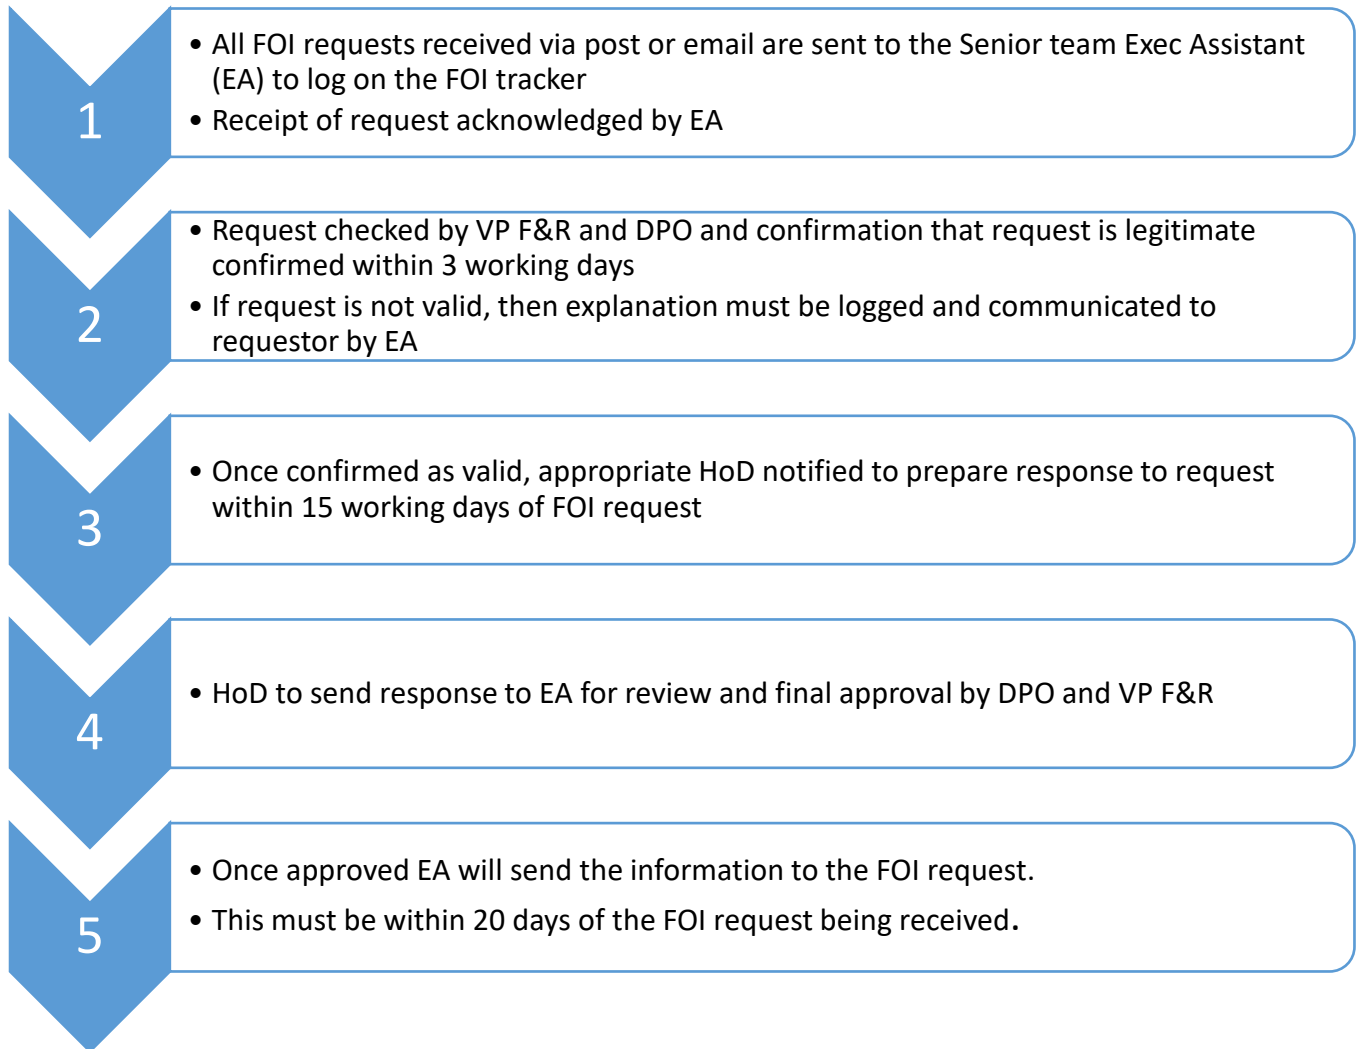 1
• All FOI requests received via post or email are sent to the Senior team Exec Assistant
(EA) to log on the FOI tracker
• Receipt of request acknowledged by EA
2
• Request checked by VP F&R and DPO and confirmation that request is legitimate
confirmed within 3 working days
• If request is not valid, then explanation must be logged and communicated to
requestor by EA
3
• Once confirmed as valid, appropriate HoD notified to prepare response to request
within 15 working days of FOI request
4
• HoD to send response to EA for review and final approval by DPO and VP F&R
5
• Once approved EA will send the information to the FOI request.
• This must be within 20 days of the FOI request being received.